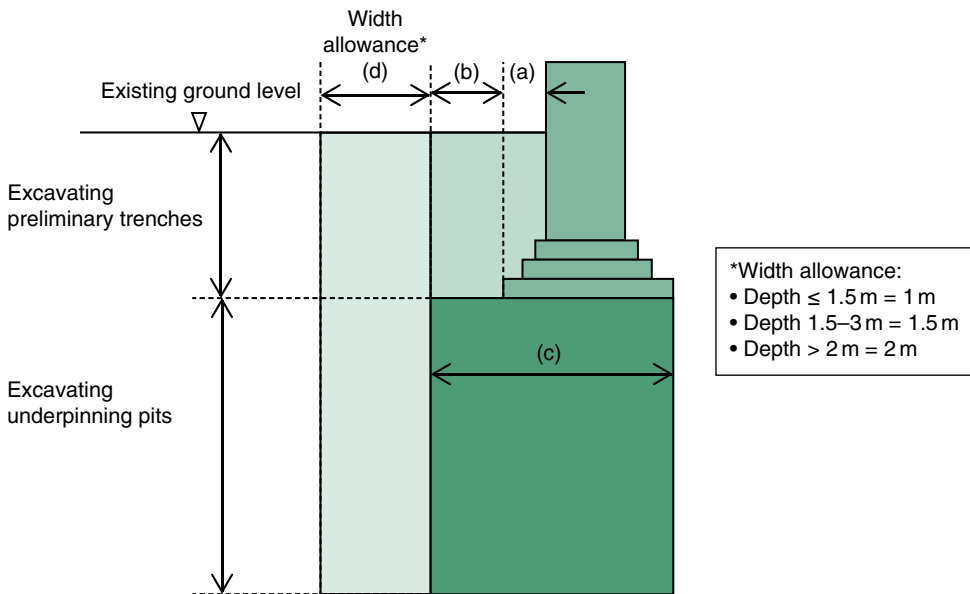 Width
allowance*
(d)
(b)
(a)
Existing ground level
Excavating
preliminary trenches
*Width allowance:
• Depth ≤ 1.5 m = 1 m
• Depth 1.5–3 m = 1.5 m
• Depth > 2 m = 2 m
(c)
Excavating
underpinning pits